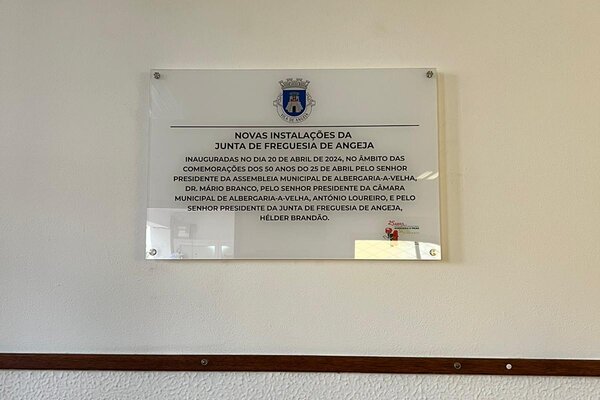 VILA DE ANGEJA
NOVAS INSTALAÇÕES DA
JUNTA DE FREGUESIA DE ANGEJA
INAUGURADAS NO DIA 20 DE ABRIL DE 2024, NO ÂMBITO DAS
COMEMORAÇÕES DOS 50 ANOS DO 25 DE ABRIL PELO SENHOR
PRESIDENTE DA ASSEMBLEIA MUNICIPAL DE ALBERGARIA-A-VELHA,
DR. MÁRIO BRANCO, PELO SENHOR PRESIDENTE DA CÂMARA
MUNICIPAL DE ALBERGARIA-A-VELHA, ANTÓNIO LOUREIRO, E PELO
SENHOR PRESIDENTE DA JUNTA DE FREGUESIA DE ANGEJA,
HÉLDER BRANDÃO.